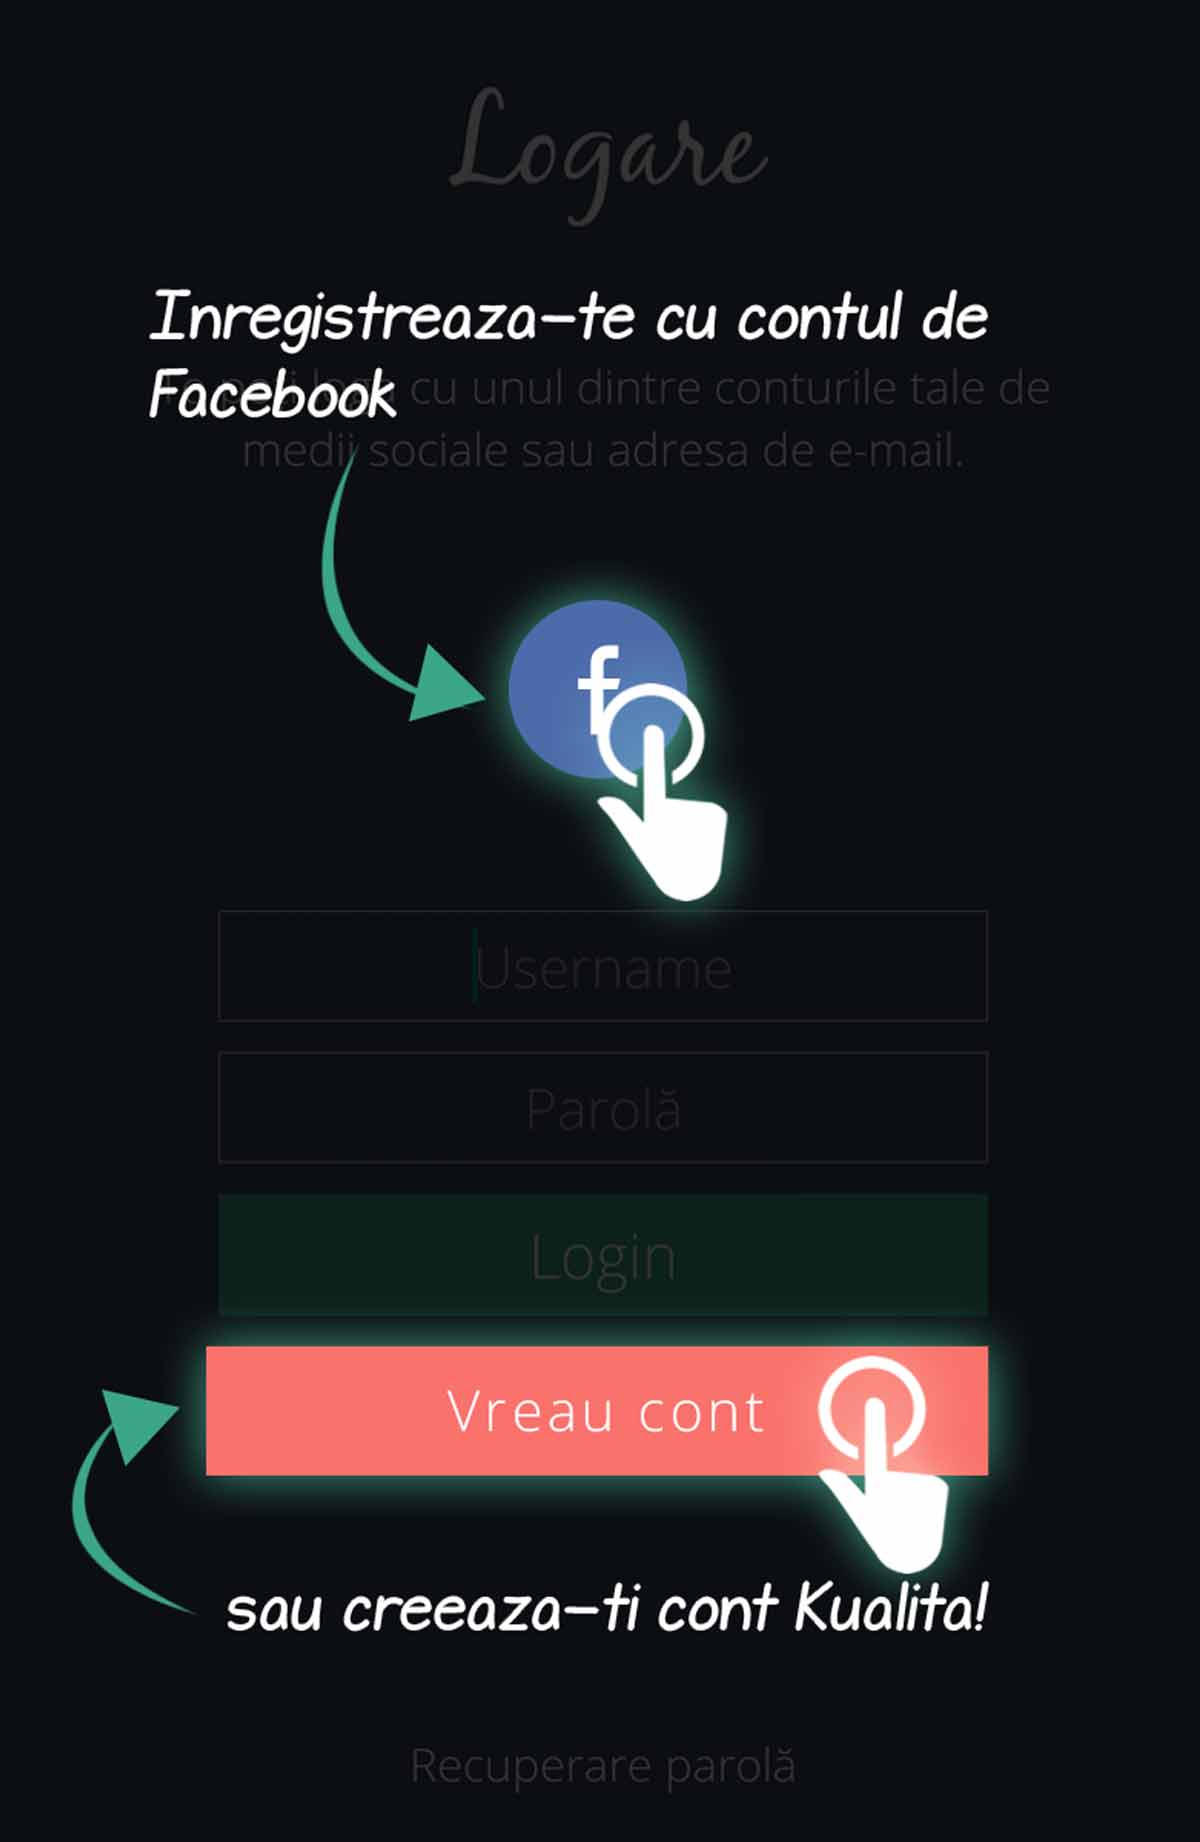 Logare
Inregistreaza-te cu contul de
Facebook
cu unul dintre conturile tale de
medii sociale sau adresa de e-mail.
f
Username
Parolă
Login
Vreau cont
sau creeaza-ti cont Kualita!
Recuperare parolă